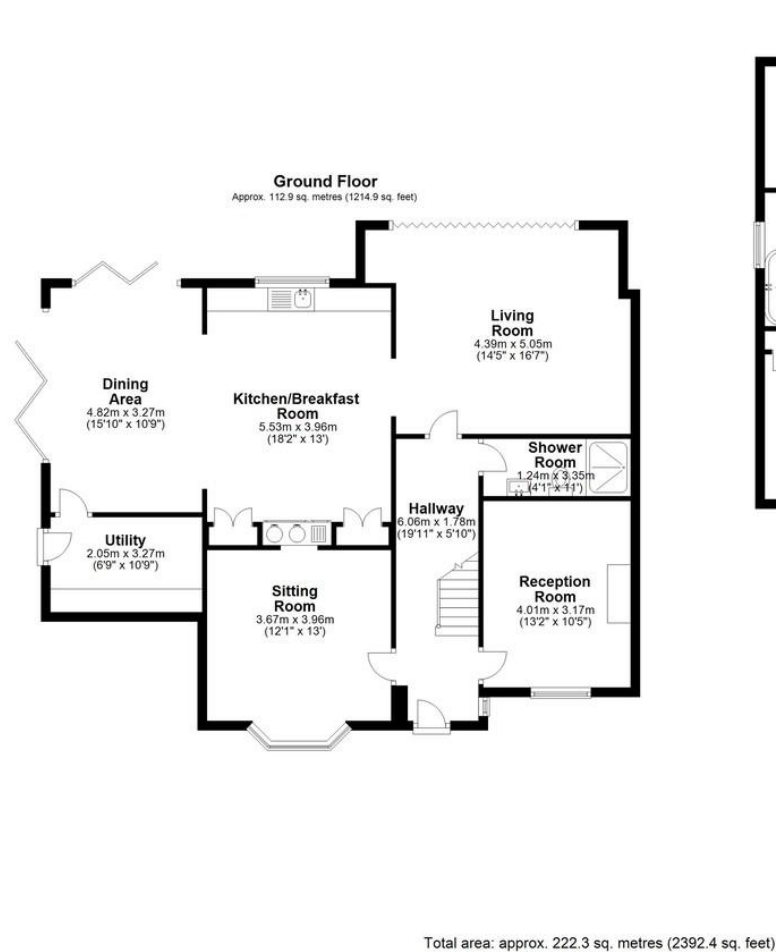 Ground Floor
Approx. 112.9 sq. metres (1214.9 sq. feet)
Living
Room
4.39m x 5.05m
(14'5" x 16'7")
Dining
Area
4.82m x 3.27m
(15'10" x 10'9")
Kitchen/Breakfast
Room
5.53m x 3.96m
(18'2" x 13')
Shower
Room
1.24m x 3.35m
(4'1" x 11')
Hallway
6.06m x 1.78m
(19'11" x 5'10")
Utility
2.05m x 3.27m
(6'9" x 10'9")
Sitting
Room
3.67m x 3.96m
(12'1" x 13')
Reception
Room
4.01m x 3.17m
(13'2" x 10'5")
Total area: approx. 222.3 sq. metres (2392.4 sq. feet)